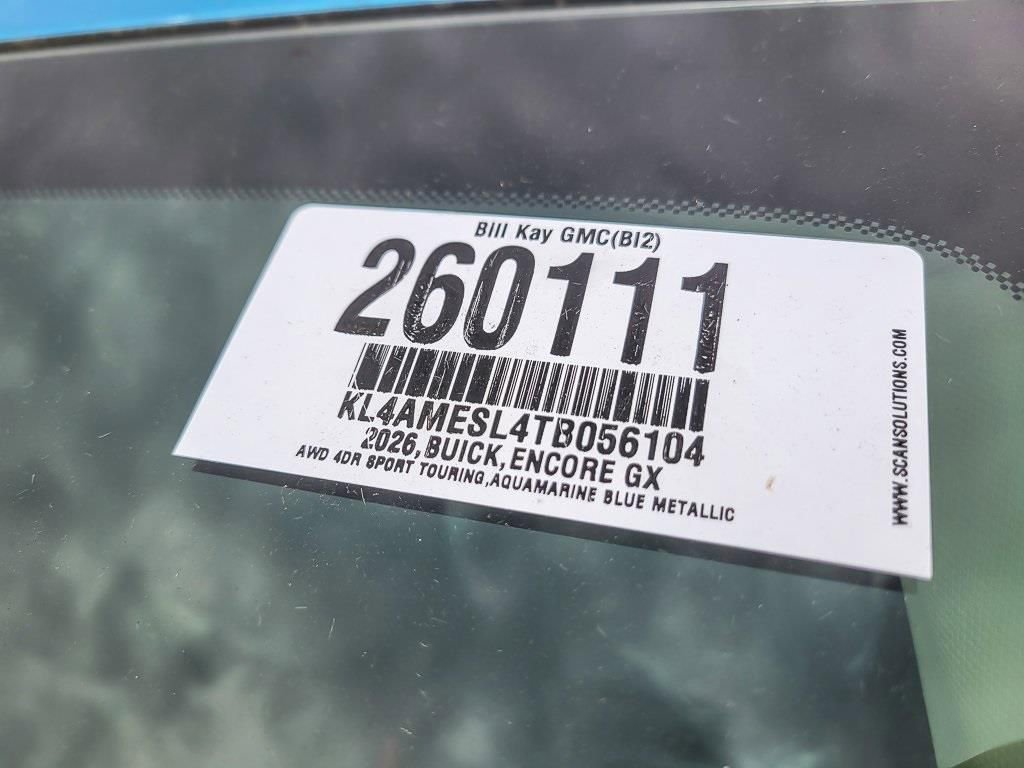 Bill Kay GMC(BI2)
260111
KL4AMESL4TB056104
2026, BUICK, ENCORE GX
AWD 4DR SPORT TOURING,AQUAMARINE BLUE METALLIC
WWW.SCANSOLUTIONS.COM